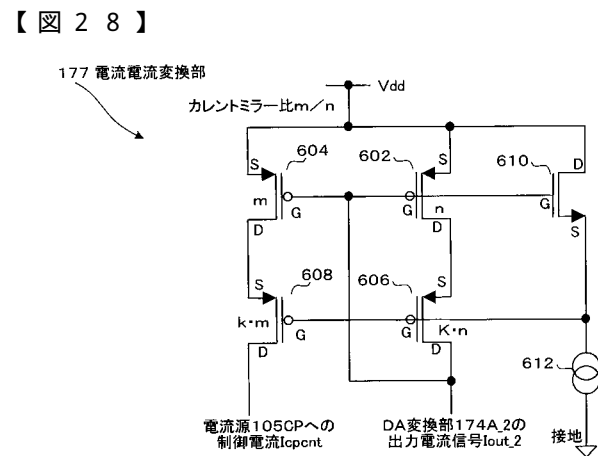 【図２８】
177 電流電流変換部
Vdd
カレントミラー比m／n
S 604 602 S 610 D
m G G n G
D D S
S 608 606 S
k・m G G K・n
D D 612
電流源105CPへの
制御電流Icpcnt
DA変換部174A_2の
出力電流信号Iout_2
接地